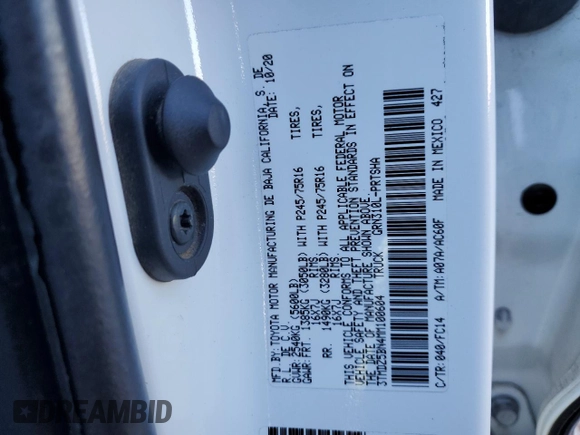 MFD BY: TOYOTA MOTOR MANUFACTURING DE BAJA CALIFORNIA, S. DE
R. L. DE C. V. DATE: 10/20
GVWR: 2540KG (5600LB)
GAWR: FRT. 1385KG (3050LB) WITH P245/75R16 TIRES,
16X7J RIMS
RR. 1490KG (3280LB) WITH P245/75R16 TIRES,
16X7J RIMS
THIS VEHICLE CONFORMS TO ALL APPLICABLE FEDERAL MOTOR
VEHICLE SAFETY AND THEFT PREVENTION STANDARDS IN EFFECT ON
THE DATE OF MANUFACTURE SHOWN ABOVE.
3TMDZ5BN4MM100604 TRUCK GRN310L-PRTSHA
C/TR: 040/FC14 A/TM: A07A/AC60F MADE IN MEXICO 427
DREAMBID